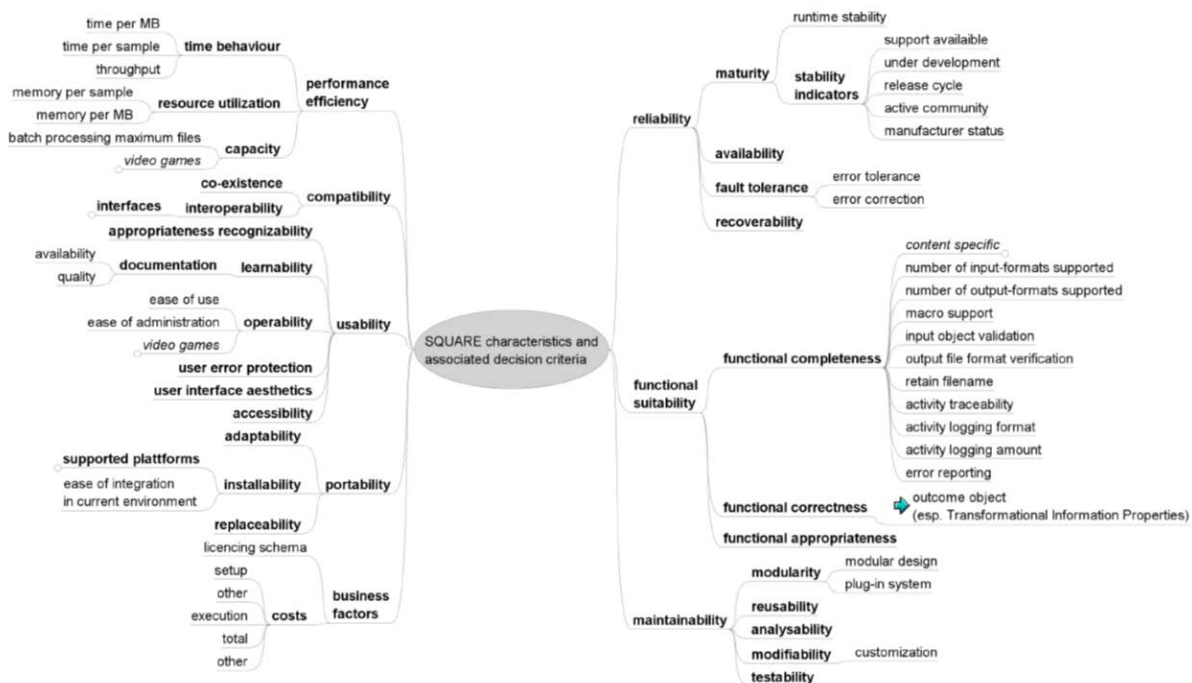 SQUARE characteristics and
associated decision criteria
performance
efficiency
time behaviour
time per MB
time per sample
throughput
resource utilization
memory per sample
memory per MB
capacity
batch processing maximum files
video games
compatibility
co-existence
interoperability
interfaces
usability
appropriateness recognizability
learnability
documentation
availability
quality
operability
ease of use
ease of administration
video games
user error protection
user interface aesthetics
accessibility
portability
adaptability
installability
supported plattforms
ease of integration
in current environment
replaceability
business
factors
licencing schema
costs
setup
other
execution
total
other
reliability
maturity
runtime stability
stability
indicators
support availaible
under development
release cycle
active community
manufacturer status
availability
fault tolerance
error tolerance
error correction
recoverability
functional
suitability
functional completeness
content specific
number of input-formats supported
number of output-formats supported
macro support
input object validation
output file format verification
retain filename
activity traceability
activity logging format
activity logging amount
error reporting
functional correctness
outcome object
(esp. Transformational Information Properties)
functional appropriateness
maintainability
modularity
modular design
plug-in system
reusability
analysability
modifiability
customization
testability